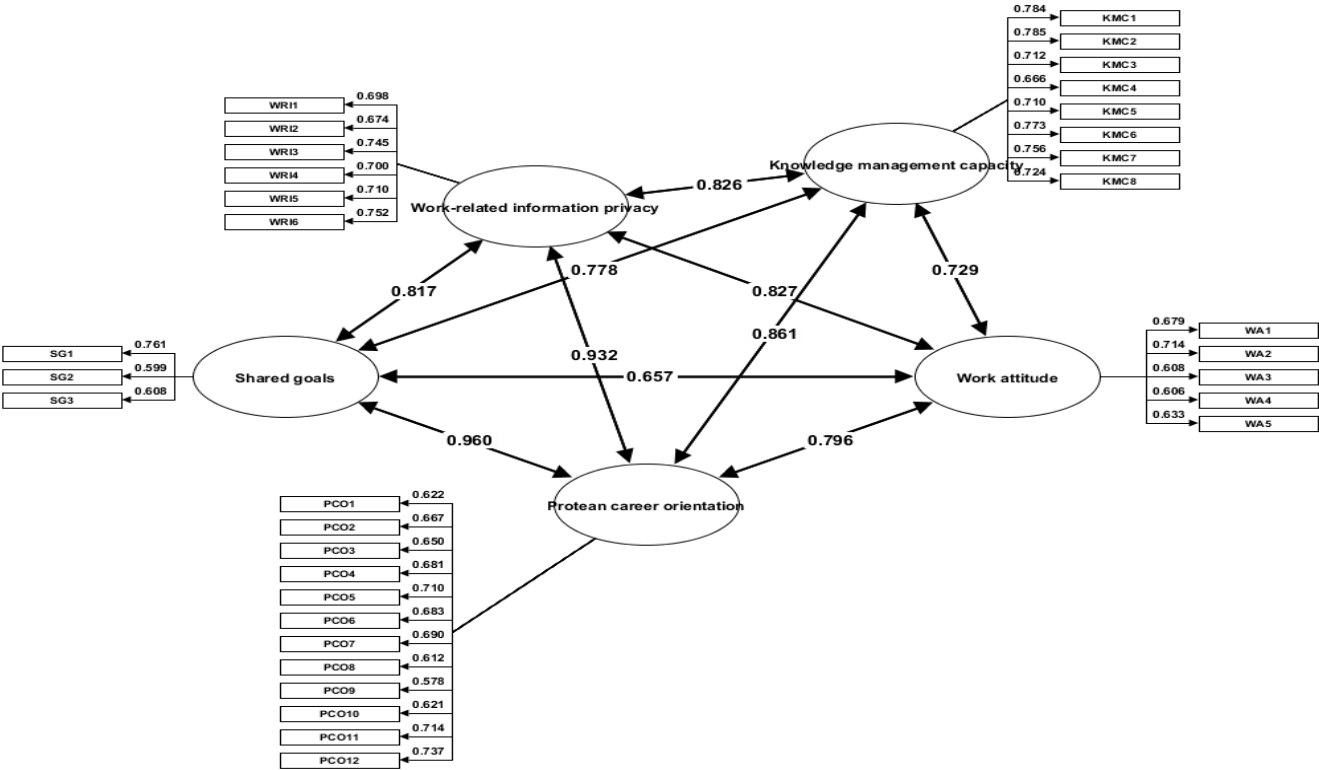 0.784 KMC1
0.785 KMC2
0.712 KMC3
0.666 KMC4
0.710 KMC5
0.773 KMC6
0.756 KMC7
0.724 KMC8
WRI1 0.698
WRI2 0.674
WRI3 0.745
WRI4 0.700
WRI5 0.710
WRI6 0.752
Knowledge management capacity
Work-related information privacy
0.826
0.778
0.729
0.817
0.827
0.861
0.932
0.657
SG1 0.761
SG2 0.599
SG3 0.608
Shared goals
Work attitude
0.679 WA1
0.714 WA2
0.608 WA3
0.606 WA4
0.633 WA5
0.960
0.796
Protean career orientation
PCO1 0.622
PCO2 0.667
PCO3 0.650
PCO4 0.681
PCO5 0.710
PCO6 0.683
PCO7 0.690
PCO8 0.612
PCO9 0.578
PCO10 0.621
PCO11 0.714
PCO12 0.737